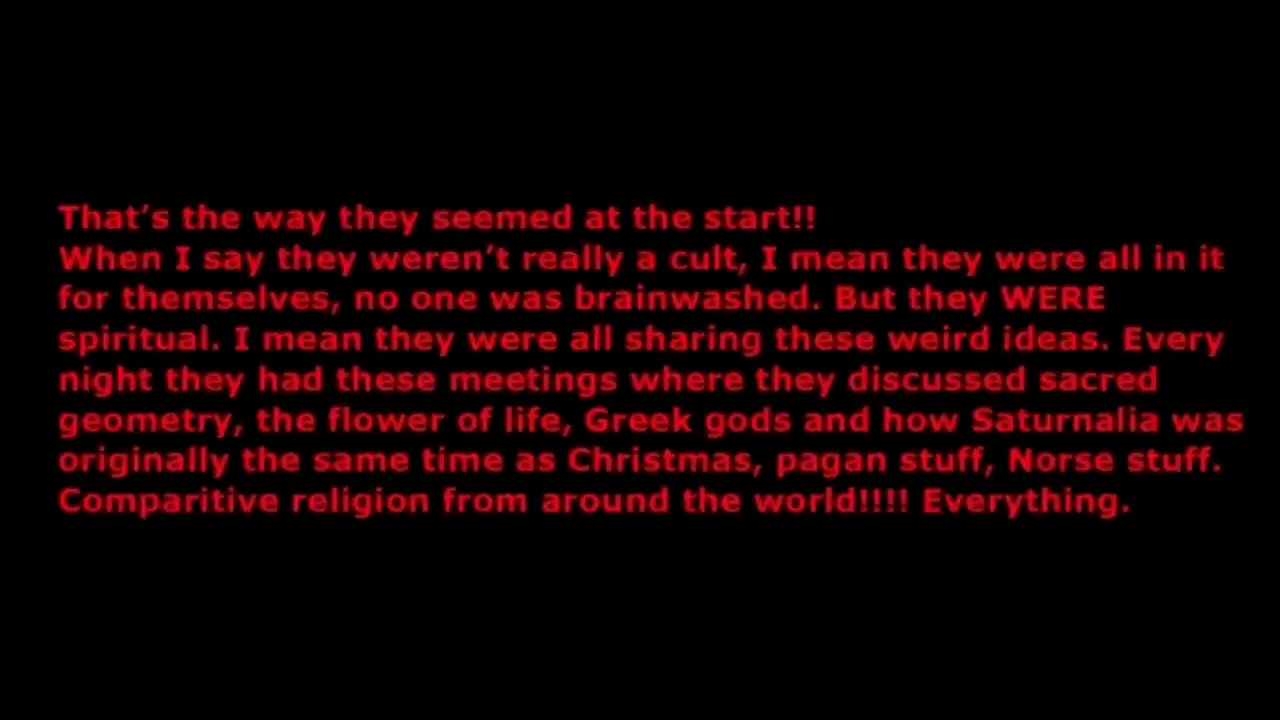 That’s the way they seemed at the start!!
When I say they weren’t really a cult, I mean they were all in it
for themselves, no one was brainwashed. But they WERE
spiritual. I mean they were all sharing these weird ideas. Every
night they had these meetings where they discussed sacred
geometry, the flower of life, Greek gods and how Saturnalia was
originally the same time as Christmas, pagan stuff, Norse stuff.
Comparitive religion from around the world!!!! Everything.